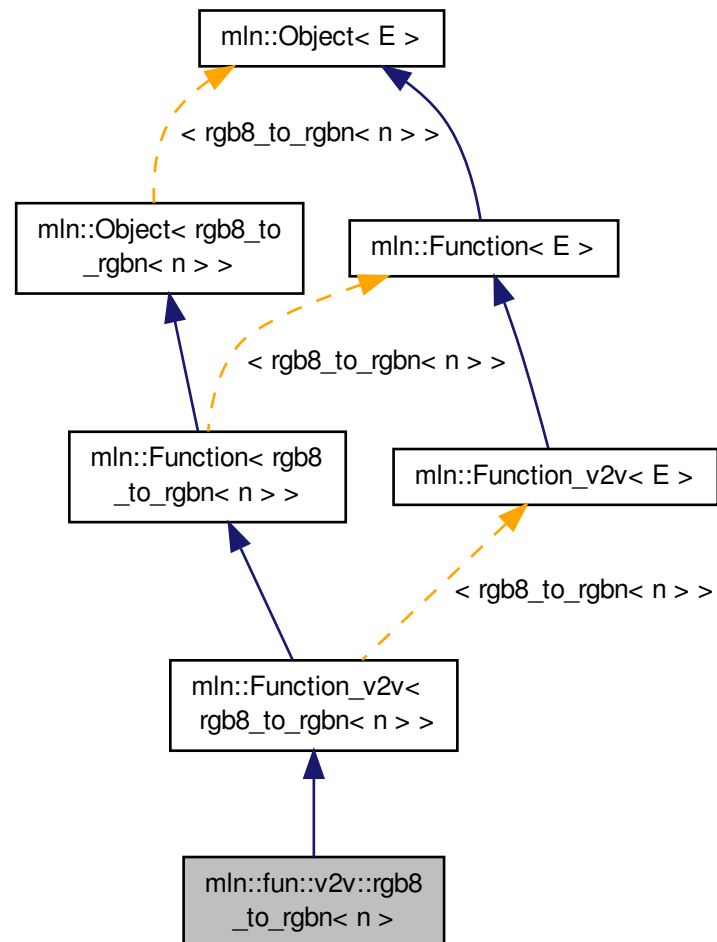 mln::Object< E >
< rgb8_to_rgbn< n > >
mln::Object< rgb8_to
_rgbn< n > >
mln::Function< E >
< rgb8_to_rgbn< n > >
mln::Function< rgb8
_to_rgbn< n > >
mln::Function_v2v< E >
< rgb8_to_rgbn< n > >
mln::Function_v2v<
rgb8_to_rgbn< n > >
mln::fun::v2v::rgb8
_to_rgbn< n >